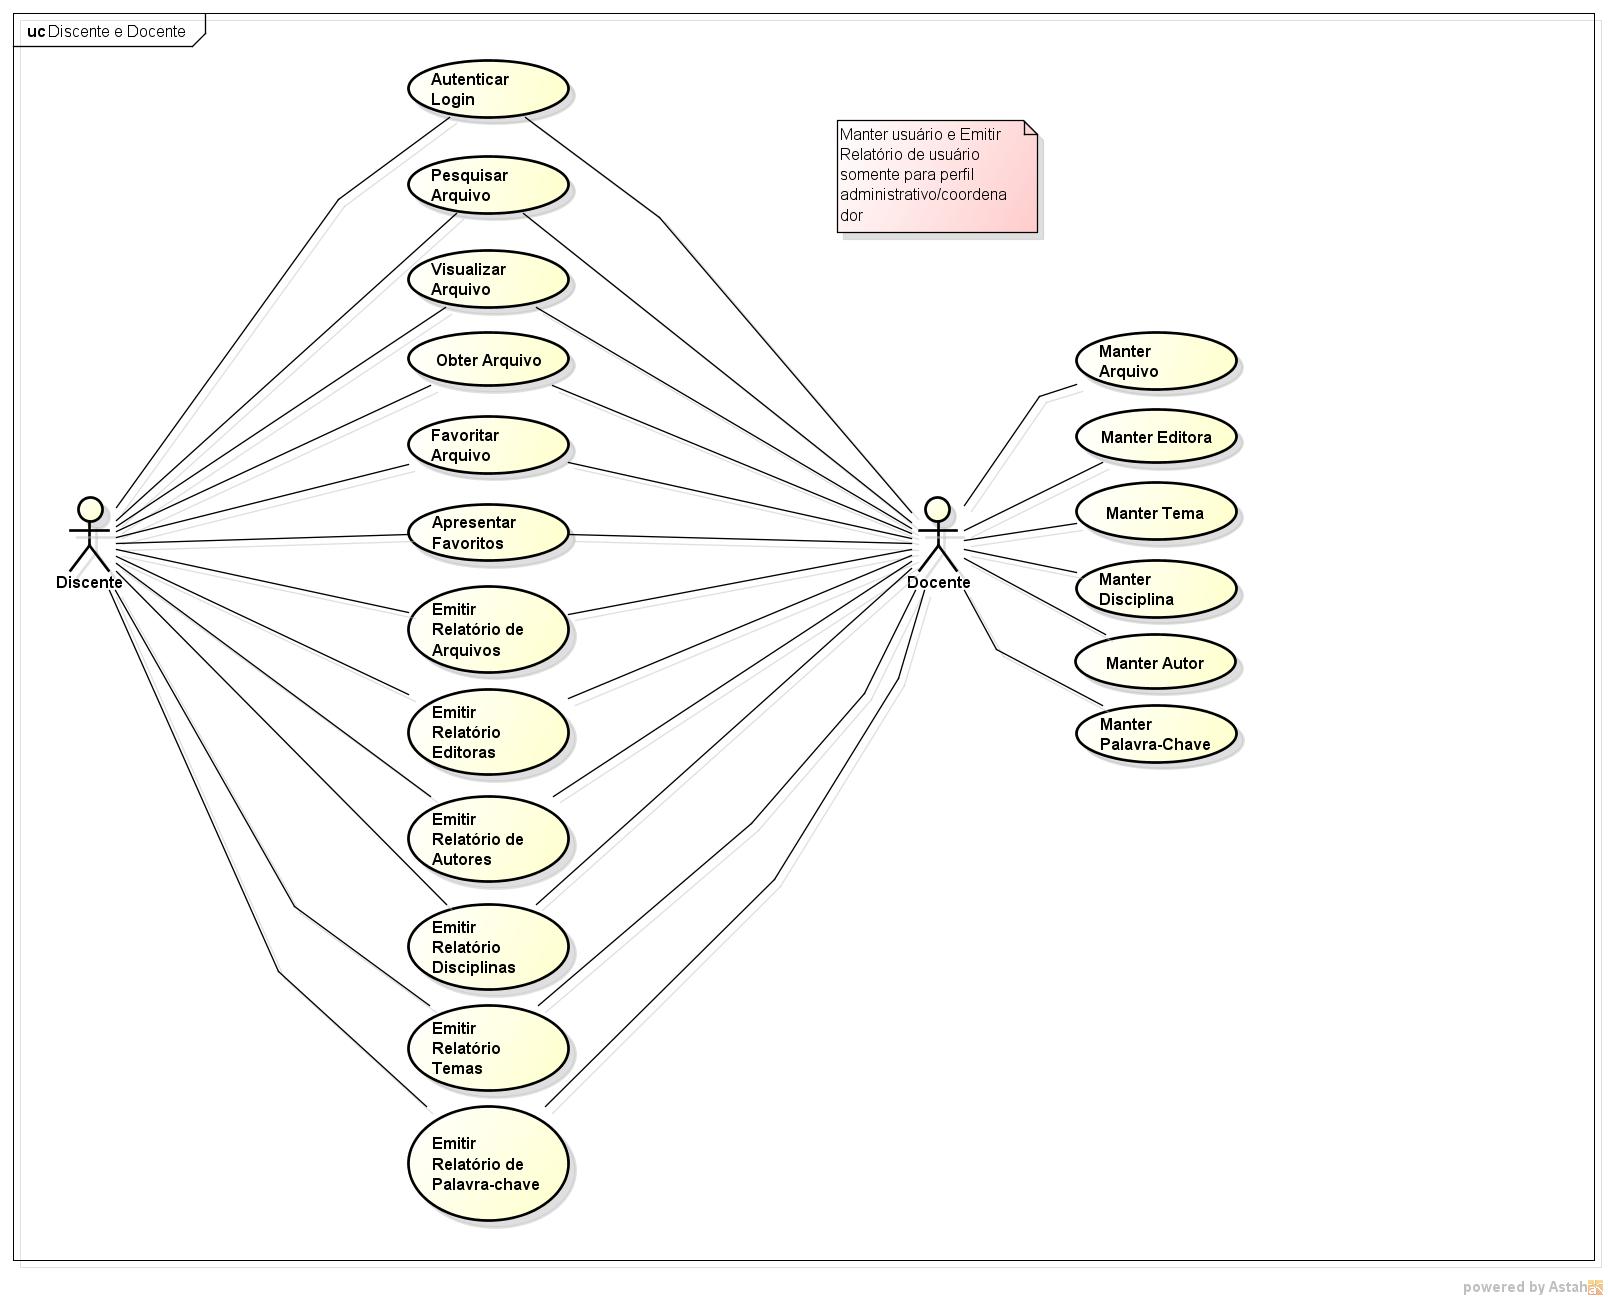 uc Discente e Docente
Autenticar
Login
Pesquisar
Arquivo
Visualizar
Arquivo
Obter Arquivo
Favoritar
Arquivo
Apresentar
Favoritos
Emitir
Relatório de
Arquivos
Emitir
Relatório
Editoras
Emitir
Relatório de
Autores
Emitir
Relatório
Disciplinas
Emitir
Relatório
Temas
Emitir
Relatório de
Palavra-chave
Discente
Docente
Manter usuário e Emitir
Relatório de usuário
somente para perfil
administrativo/coordena
dor
Manter
Arquivo
Manter Editora
Manter Tema
Manter
Disciplina
Manter Autor
Manter
Palavra-Chave
powered by Astah